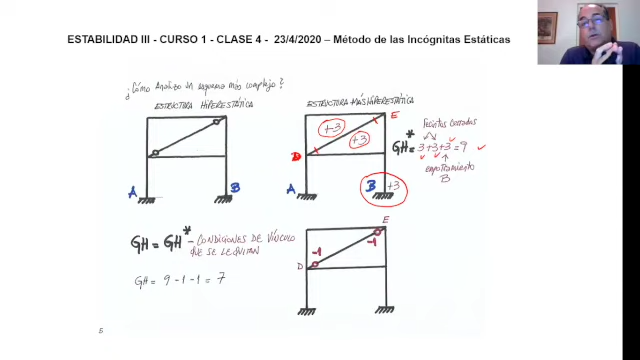 ESTABILIDAD III - CURSO 1 - CLASE 4 - 23/4/2020 – Método de las Incógnitas Estáticas
¿Cómo Analizo un esquema más complejo?
ESTRUCTURA HIPERESTÁTICA
ESTRUCTURA MÁS HIPERESTÁTICA
E
+3
+3
D
Recintos cerrados
GH* = 3+3+3 = 9
empotramiento
B
A
B
A
B
+3
GH = GH* - CONDICIONES DE VÍNCULO
QUE SE LE QUITAN
GH = 9 - 1 - 1 = 7
E
-1
-1
D
5